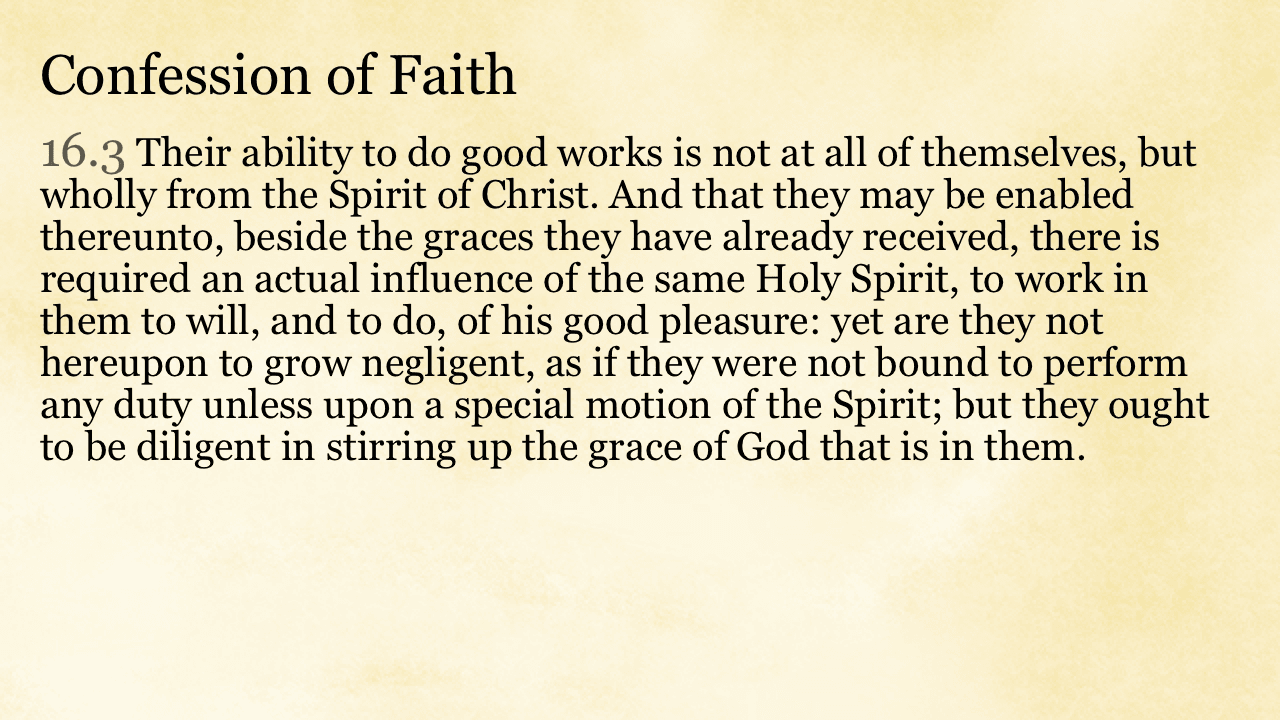 Confession of Faith
16.3 Their ability to do good works is not at all of themselves, but
wholly from the Spirit of Christ. And that they may be enabled
thereunto, beside the graces they have already received, there is
required an actual influence of the same Holy Spirit, to work in
them to will, and to do, of his good pleasure: yet are they not
hereupon to grow negligent, as if they were not bound to perform
any duty unless upon a special motion of the Spirit; but they ought
to be diligent in stirring up the grace of God that is in them.